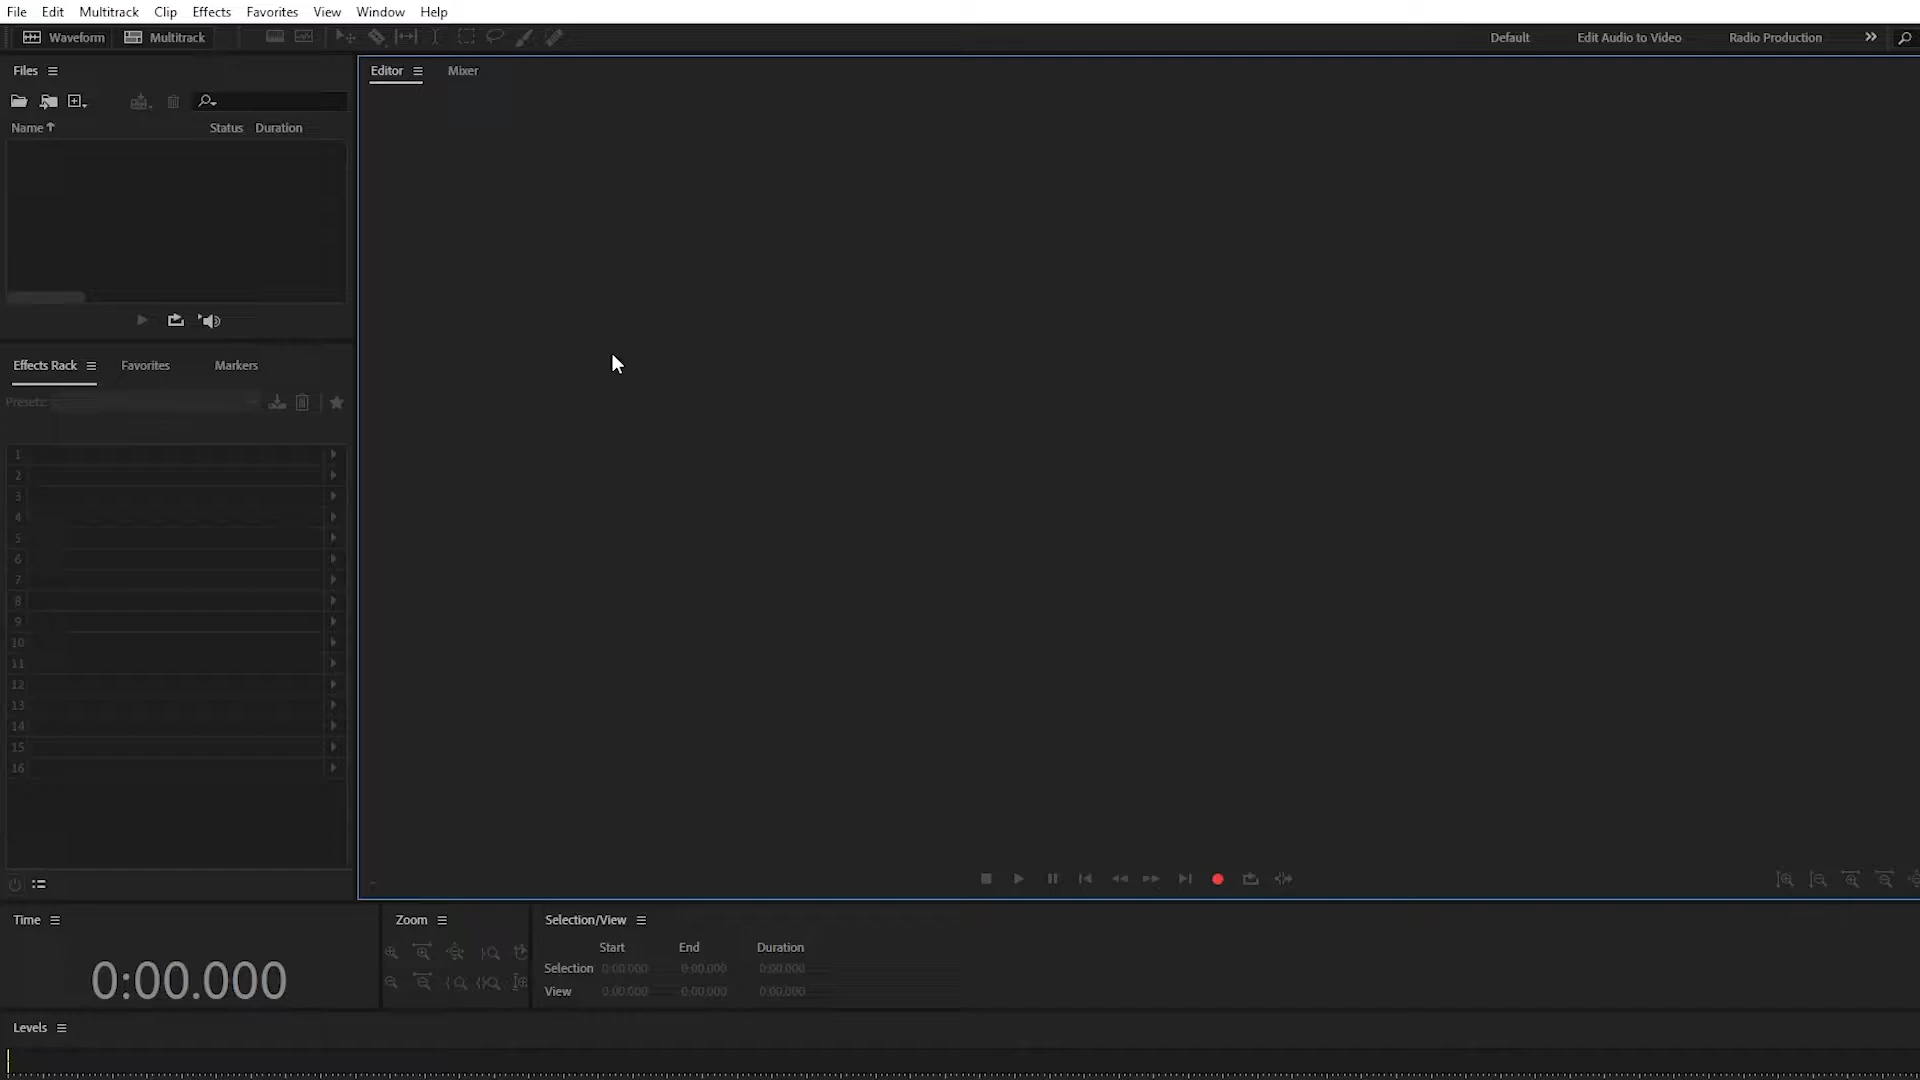 File Edit Multitrack Clip Effects Favorites View Window Help
Waveform Multitrack Default Edit Audio to Video Radio Production
Files
Editor Mixer
Name Status Duration
Effects Rack Favorites Markers
Presets:
1
2
3
4
5
6
7
8
9
10
11
12
13
14
15
16
Time
0:00.000
Zoom
Selection/View
Start End Duration
Selection 0:00.000 0:00.000 0:00.000
View 0:00.000 0:00.000 0:00.000
Levels